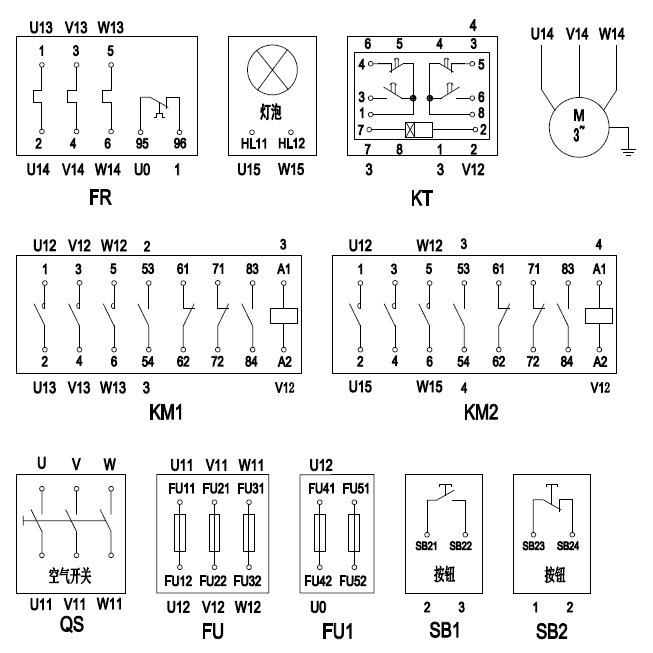 U13 V13 W13
1 3 5
2 4 6 95 96
U14 V14 W14 U0 1
FR
灯泡
HL11 HL12
U15 W15
4
6 5 4 3
4 5
3 6
1 8
7 2
7 8 1 2
3 3 V12
KT
U14 V14 W14
M
3~
U12 V12 W12 2 3
1 3 5 53 61 71 83 A1
2 4 6 54 62 72 84 A2
U13 V13 W13 3 V12
KM1
U12 W12 3 4
1 3 5 53 61 71 83 A1
2 4 6 54 62 72 84 A2
U15 W15 4 V12
KM2
U V W
空气开关
U11 V11 W11
QS
U11 V11 W11
FU11 FU21 FU31
FU12 FU22 FU32
U12 V12 W12
FU
U12
FU41 FU51
FU42 FU52
U0
FU1
SB21 SB22
按钮
2 3
SB1
SB23 SB24
按钮
1 2
SB2